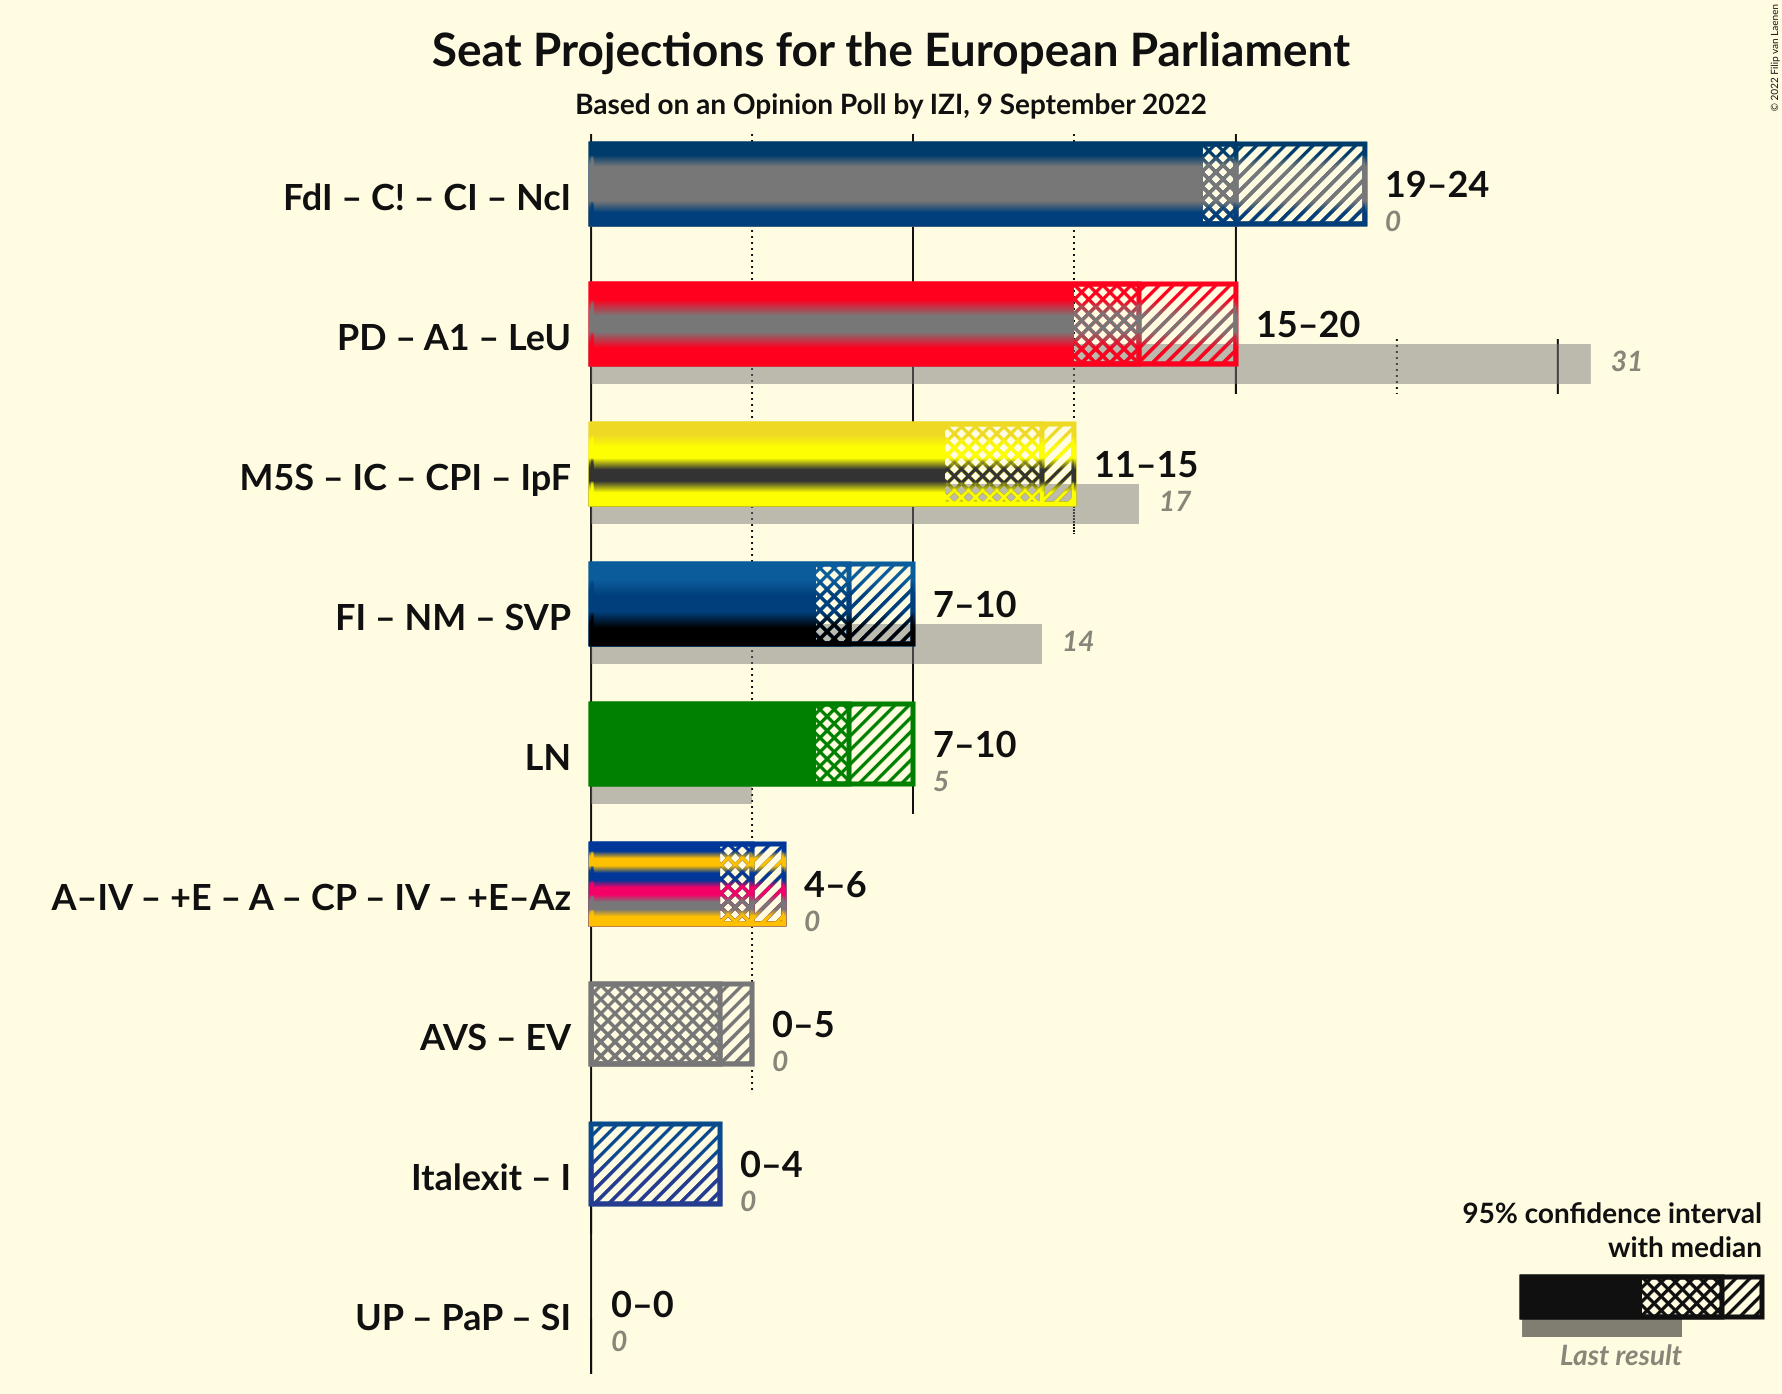 Seat Projections for the European Parliament
Based on an Opinion Poll by IZI, 9 September 2022
© 2022 Filip van Laenen
FdI – C! – CI – NcI
19–24
0
PD – A1 – LeU
15–20
31
M5S – IC – CPI – IpF
11–15
17
FI – NM – SVP
7–10
14
LN
7–10
5
A–IV – +E – A – CP – IV – +E–Az
4–6
0
AVS – EV
0–5
0
Italexit – I
0–4
0
UP – PaP – SI
0–0
0
95% confidence interval
with median
Last result